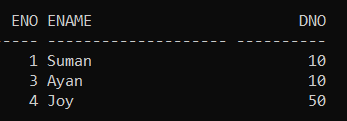 ENO ENAME DNO
---- -------------------- ----------
1 Suman 10
3 Ayan 10
4 Joy 50